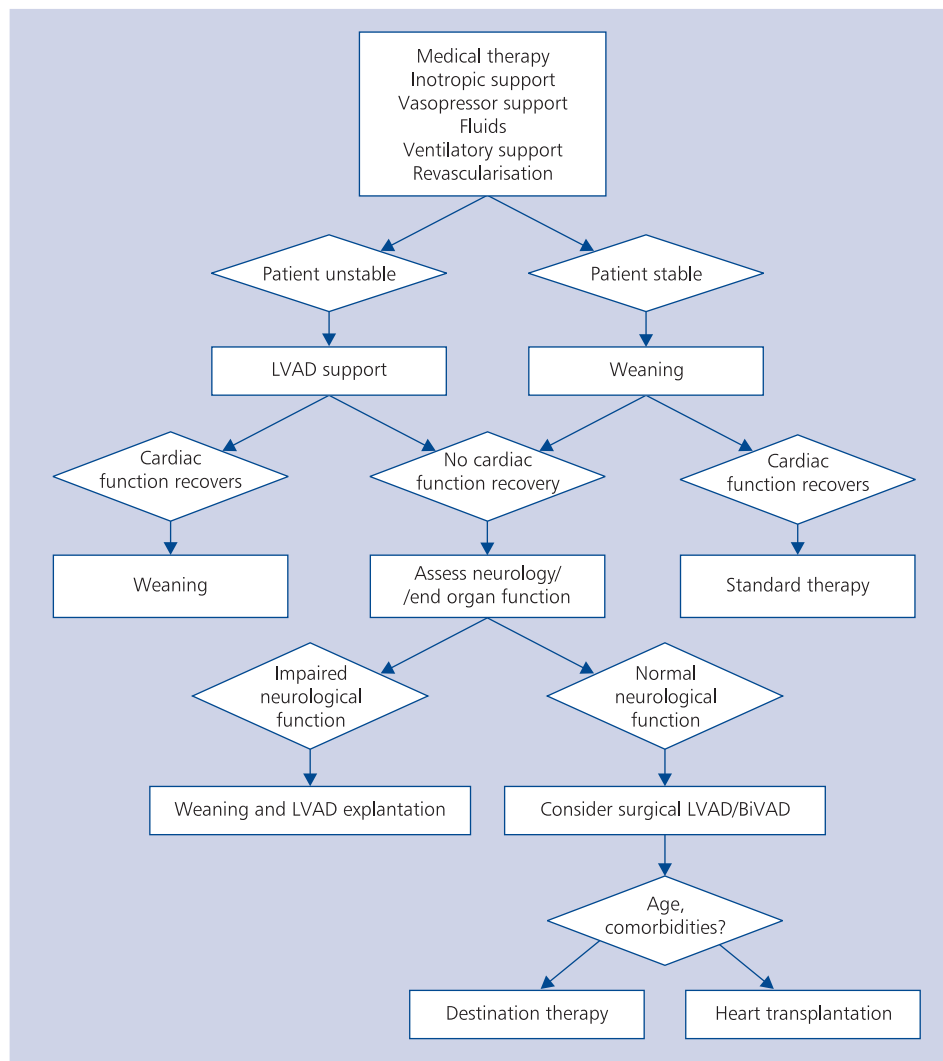 Medical therapy
Inotropic support
Vasopressor support
Fluids
Ventilatory support
Revascularisation
Patient unstable
Patient stable
LVAD support
Weaning
Cardiac
function recovers
No cardiac
function recovery
Cardiac
function recovers
Weaning
Assess neurology/
/end organ function
Standard therapy
Impaired
neurological
function
Normal
neurological
function
Weaning and LVAD explantation
Consider surgical LVAD/BiVAD
Age,
comorbidities?
Destination therapy
Heart transplantation